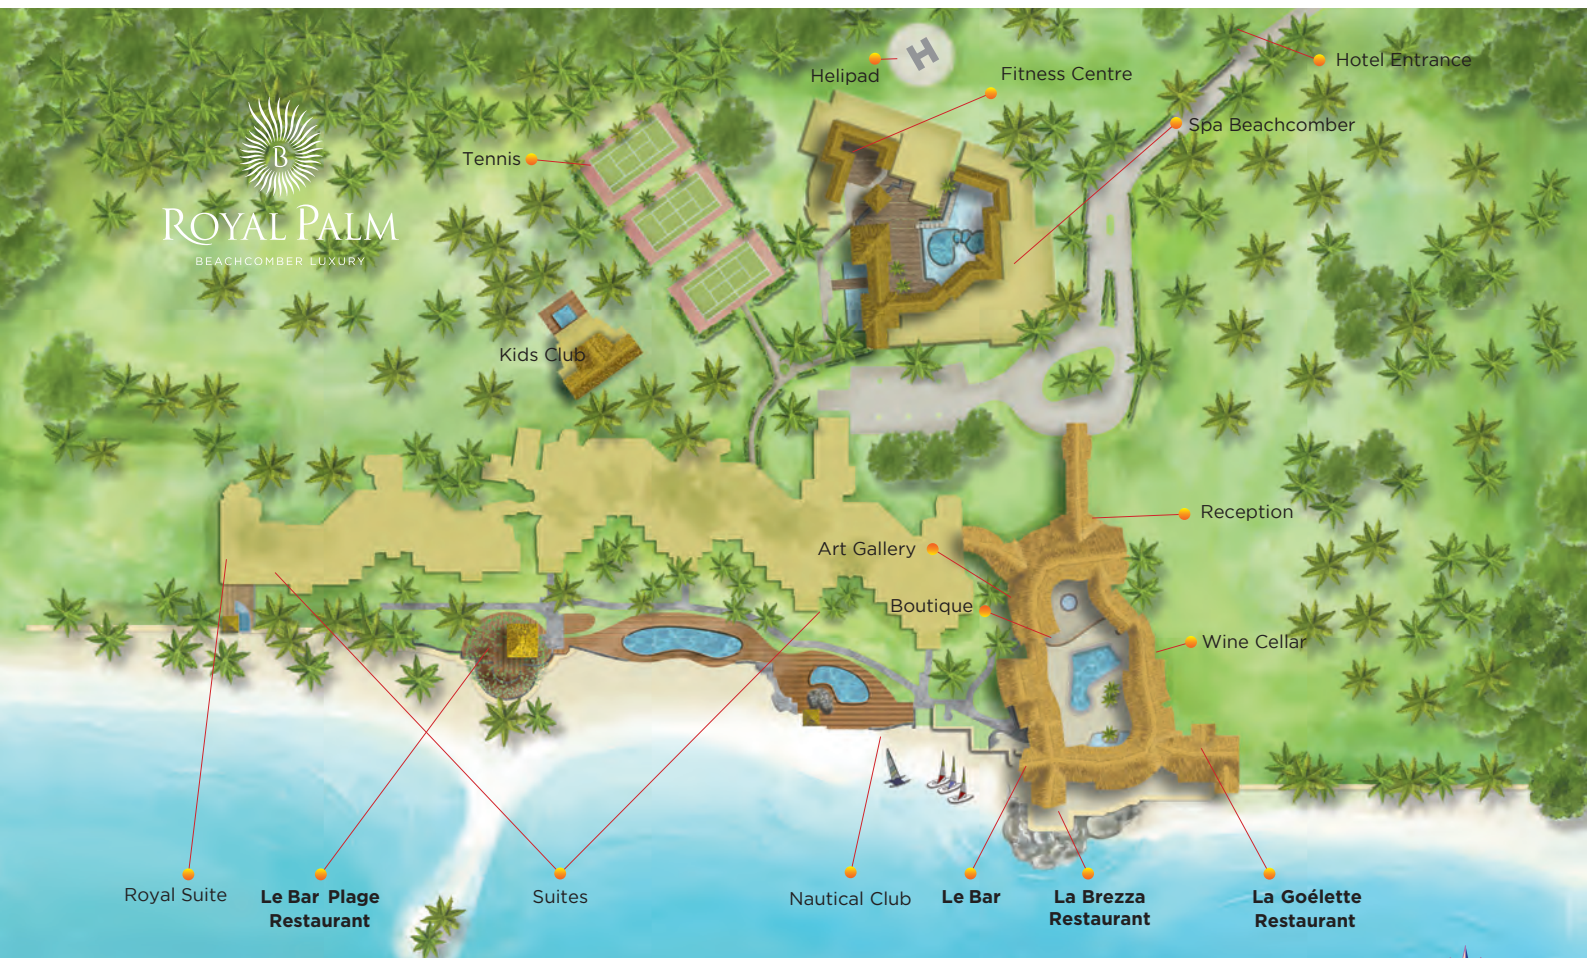 H
Helipad
Fitness Centre
Hotel Entrance
Spa Beachcomber
Tennis
B
ROYAL PALM
BEACHCOMBER LUXURY
Kids Club
Reception
Art Gallery
Boutique
Wine Cellar
Royal Suite
Le Bar Plage
Restaurant
Suites
Nautical Club
Le Bar
La Brezza
Restaurant
La Goélette
Restaurant